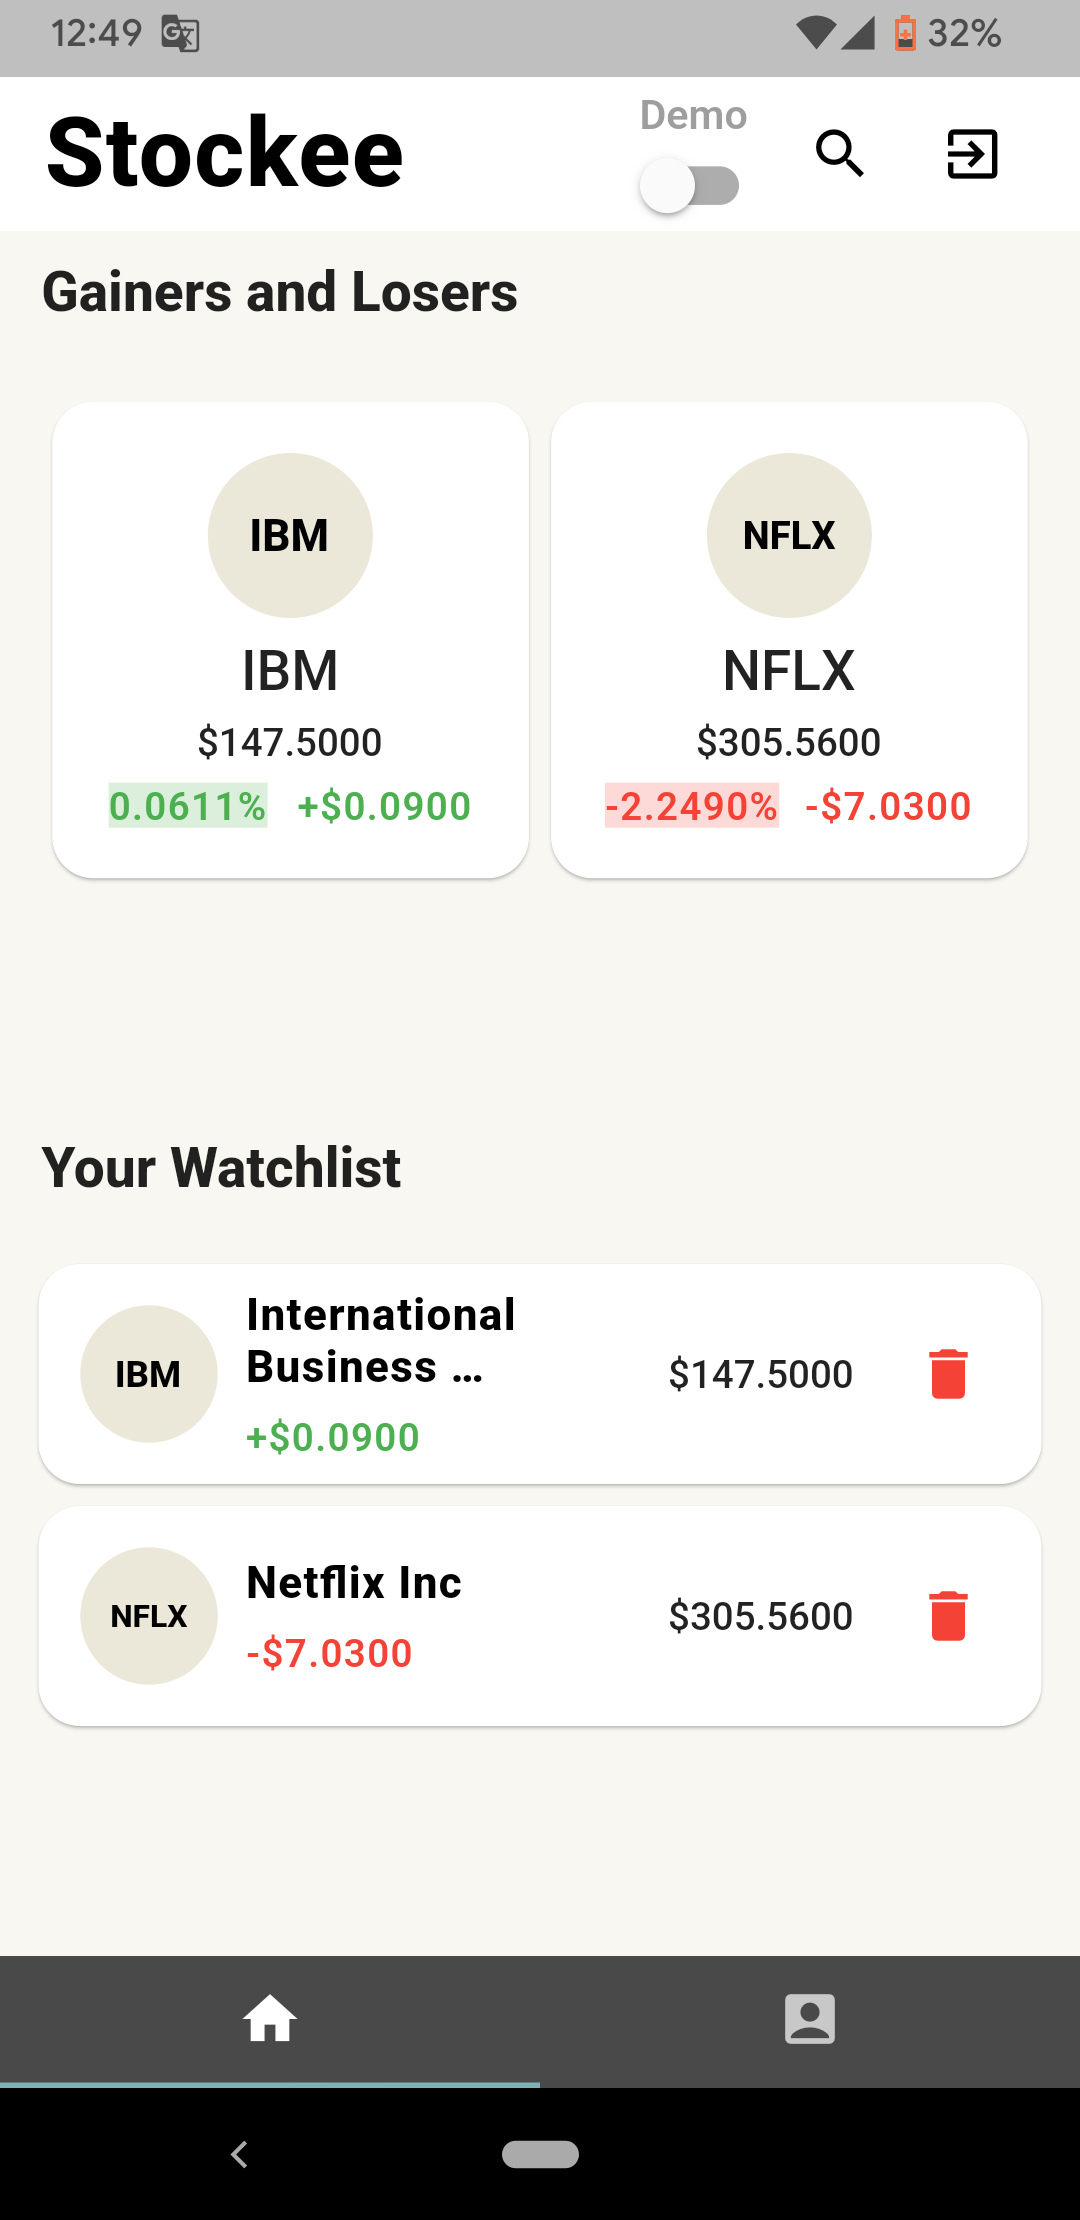 12:49 32%
Stockee
Demo
Gainers and Losers
IBM
IBM
$147.5000
0.0611% +$0.0900
NFLX
NFLX
$305.5600
-2.2490% -$7.0300
Your Watchlist
IBM
International
Business …
+$0.0900
$147.5000
NFLX
Netflix Inc
-$7.0300
$305.5600